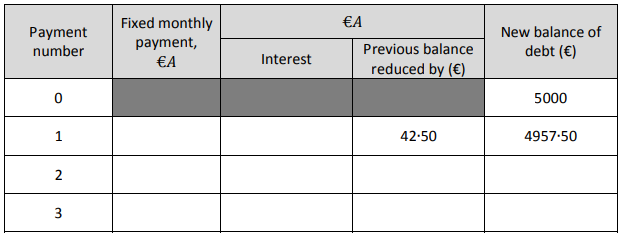 Payment number
Fixed monthly payment, €A
€A
Interest
Previous balance reduced by (€)
New balance of debt (€)
0
5000
1
42·50
4957·50
2
3